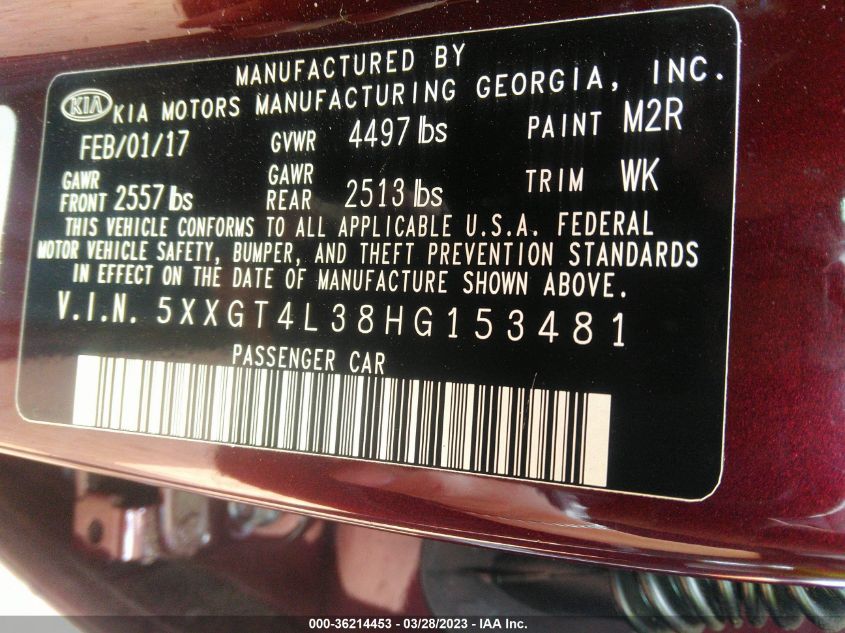 MANUFACTURED BY
KIA KIA MOTORS MANUFACTURING GEORGIA, INC.
FEB/01/17 GVWR 4497 lbs PAINT M2R
GAWR FRONT 2557 lbs GAWR REAR 2513 lbs TRIM WK
THIS VEHICLE CONFORMS TO ALL APPLICABLE U.S.A. FEDERAL
MOTOR VEHICLE SAFETY, BUMPER, AND THEFT PREVENTION STANDARDS
IN EFFECT ON THE DATE OF MANUFACTURE SHOWN ABOVE.
V.I.N. 5XXGT4L38HG153481
PASSENGER CAR
000-36214453 — 03/28/2023 — IAA Inc.